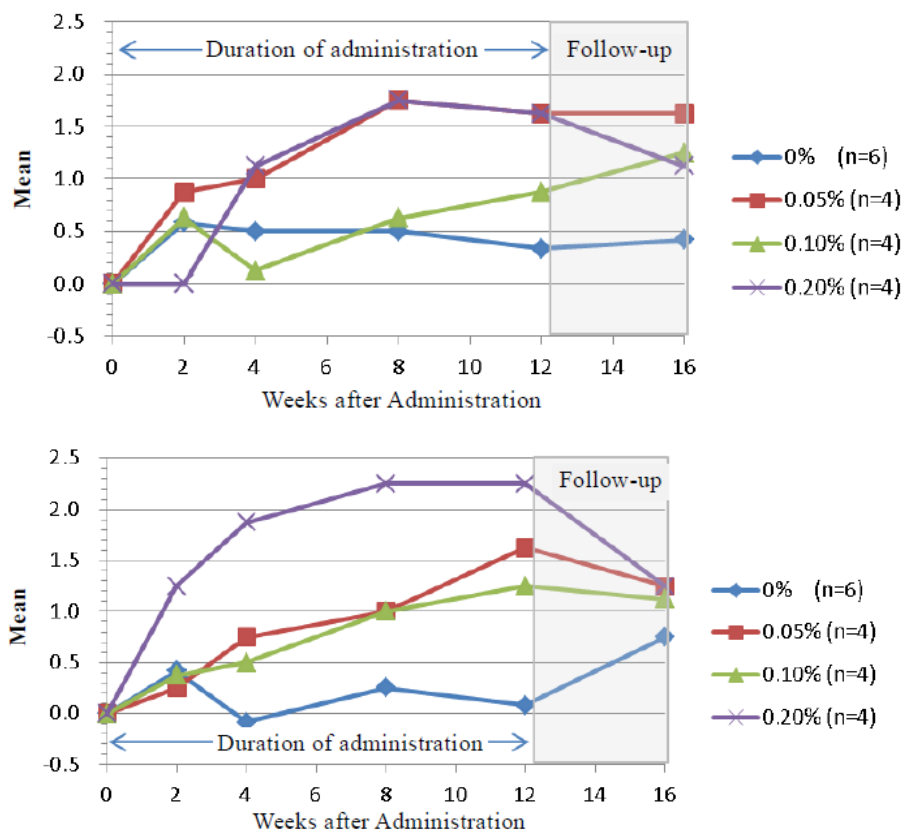 2.5
Duration of administration
Follow-up
2.0
1.5
1.0
0.5
0.0
-0.5
Mean
0 2 4 6 8 10 12 14 16
Weeks after Administration
0% (n=6)
0.05% (n=4)
0.10% (n=4)
0.20% (n=4)
2.5
Follow-up
2.0
1.5
1.0
0.5
0.0
-0.5
Mean
Duration of administration
0 2 4 6 8 10 12 14 16
Weeks after Administration
0% (n=6)
0.05% (n=4)
0.10% (n=4)
0.20% (n=4)